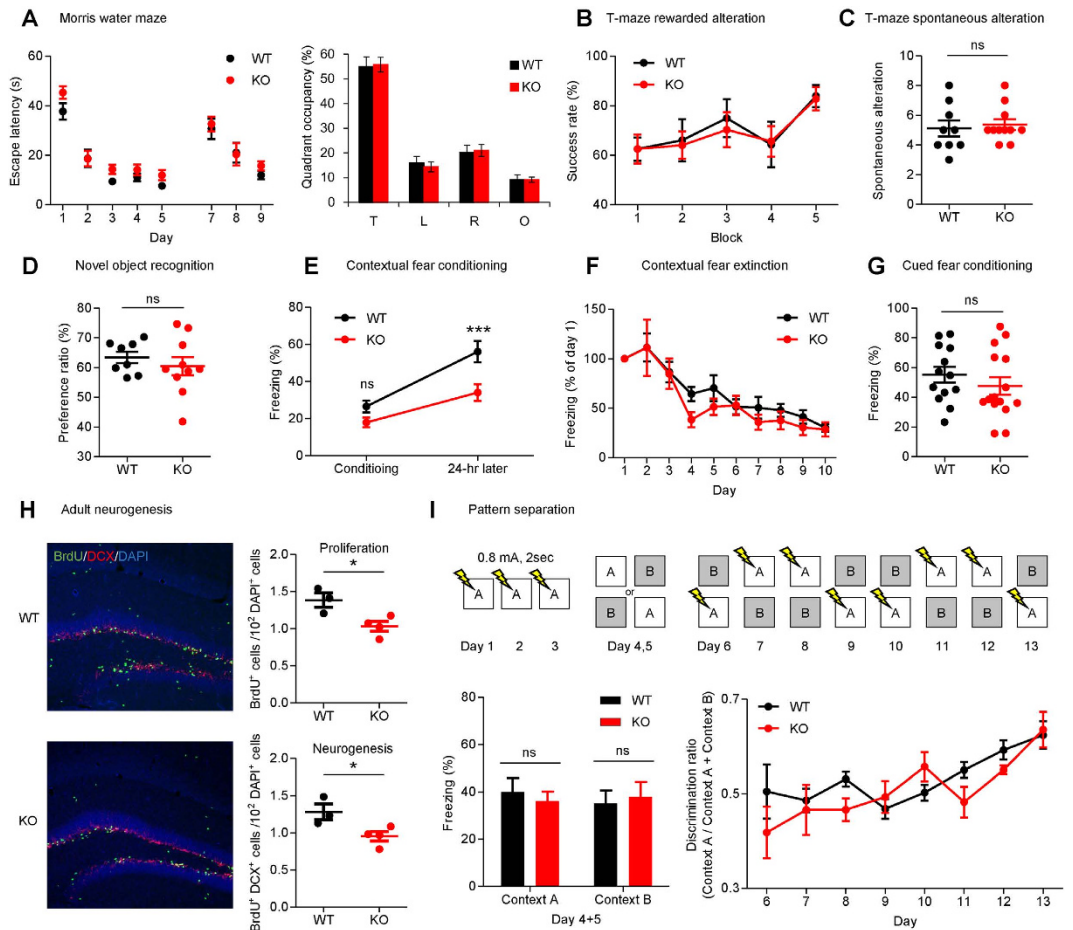 A Morris water maze
Escape latency (s)
60
40
20
0
1 2 3 4 5 7 8 9
Day
WT
KO
Quadrant occupancy (%)
60
50
40
30
20
10
0
T L R O
WT
KO
B T-maze rewarded alteration
Success rate (%)
100
80
60
40
1 2 3 4 5
Block
WT
KO
C T-maze spontaneous alteration
ns
Spontaneous alteration
10
8
6
4
2
0
WT KO
D Novel object recognition
ns
Preference ratio (%)
90
80
70
60
50
40
30
WT KO
E Contextual fear conditioning
Freezing (%)
80
60
40
20
0
WT
KO
ns
***
Conditioing 24-hr later
F Contextual fear extinction
Freezing (% of day 1)
150
100
50
0
1 2 3 4 5 6 7 8 9 10
Day
WT
KO
G Cued fear conditioning
ns
Freezing (%)
100
80
60
40
20
0
WT KO
H Adult neurogenesis
BrdU/DCX/DAPI
WT
KO
Proliferation
*
BrdU+ cells /10² DAPI+ cells
2.0
1.5
1.0
0.5
0.0
WT KO
Neurogenesis
*
BrdU+ DCX+ cells /10² DAPI+ cells
2.0
1.5
1.0
0.5
0.0
WT KO
I Pattern separation
0.8 mA, 2sec
A A A
A B
or
B A
B A A B B A A B
A B B A A B B A
Day 1 2 3 Day 4,5 Day 6 7 8 9 10 11 12 13
Freezing (%)
80
60
40
20
0
WT
KO
ns ns
Context A Context B
Day 4+5
Discrimination ratio
(Context A / Context A + Context B)
0.7
0.5
0.3
6 7 8 9 10 11 12 13
Day
WT
KO